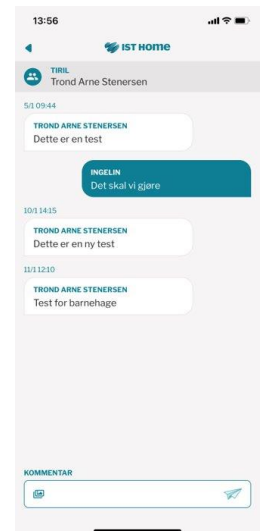 13:56
IST HOME
TIRIL
Trond Arne Stenersen
5/1 09:44
TROND ARNE STENERSEN
Dette er en test
INGELIN
Det skal vi gjøre
10/1 14:15
TROND ARNE STENERSEN
Dette er en ny test
11/1 12:10
TROND ARNE STENERSEN
Test for barnehage
KOMMENTAR